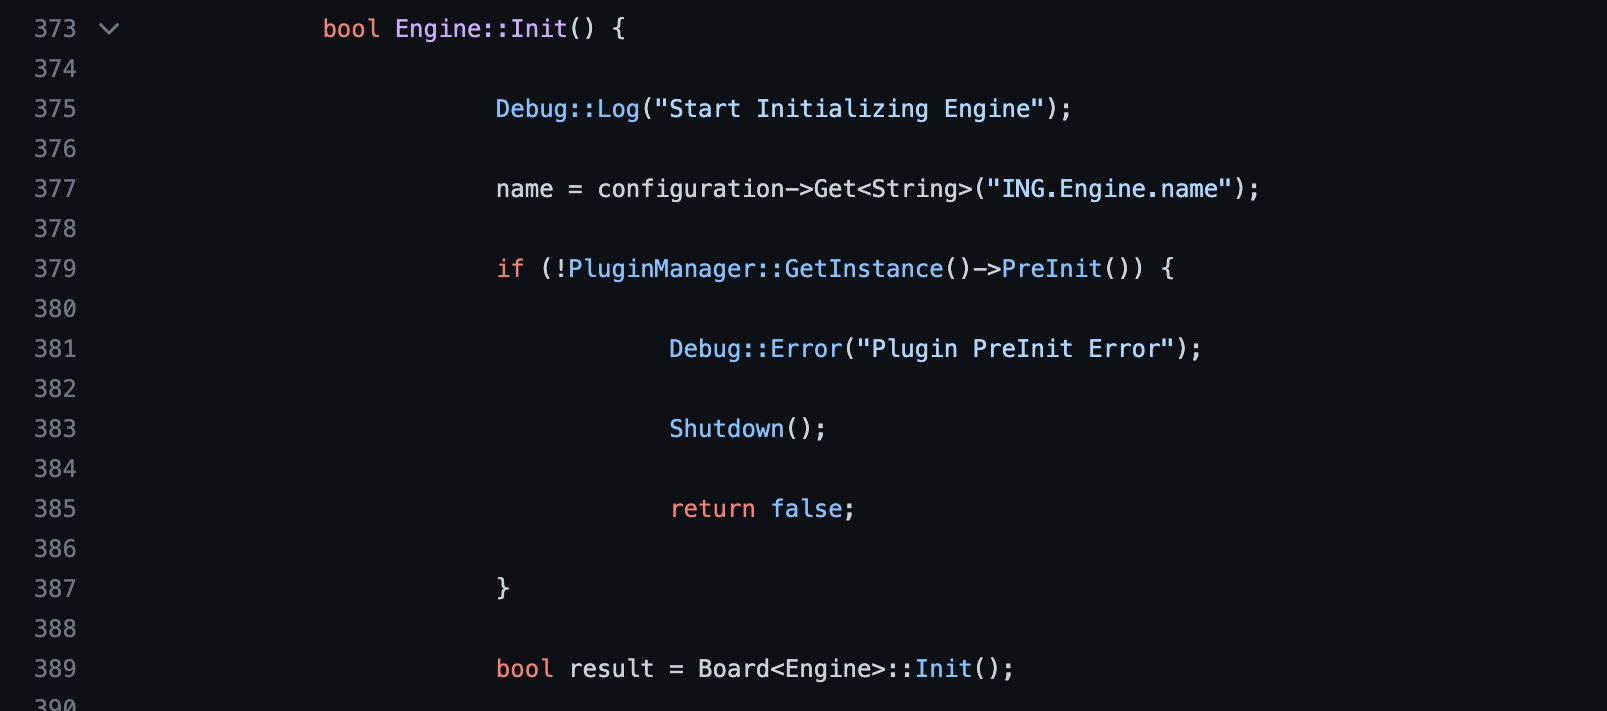 373 bool Engine::Init() {
374
375 Debug::Log("Start Initializing Engine");
376
377 name = configuration->Get<String>("ING.Engine.name");
378
379 if (!PluginManager::GetInstance()->PreInit()) {
380
381 Debug::Error("Plugin PreInit Error");
382
383 Shutdown();
384
385 return false;
386
387 }
388
389 bool result = Board<Engine>::Init();
390